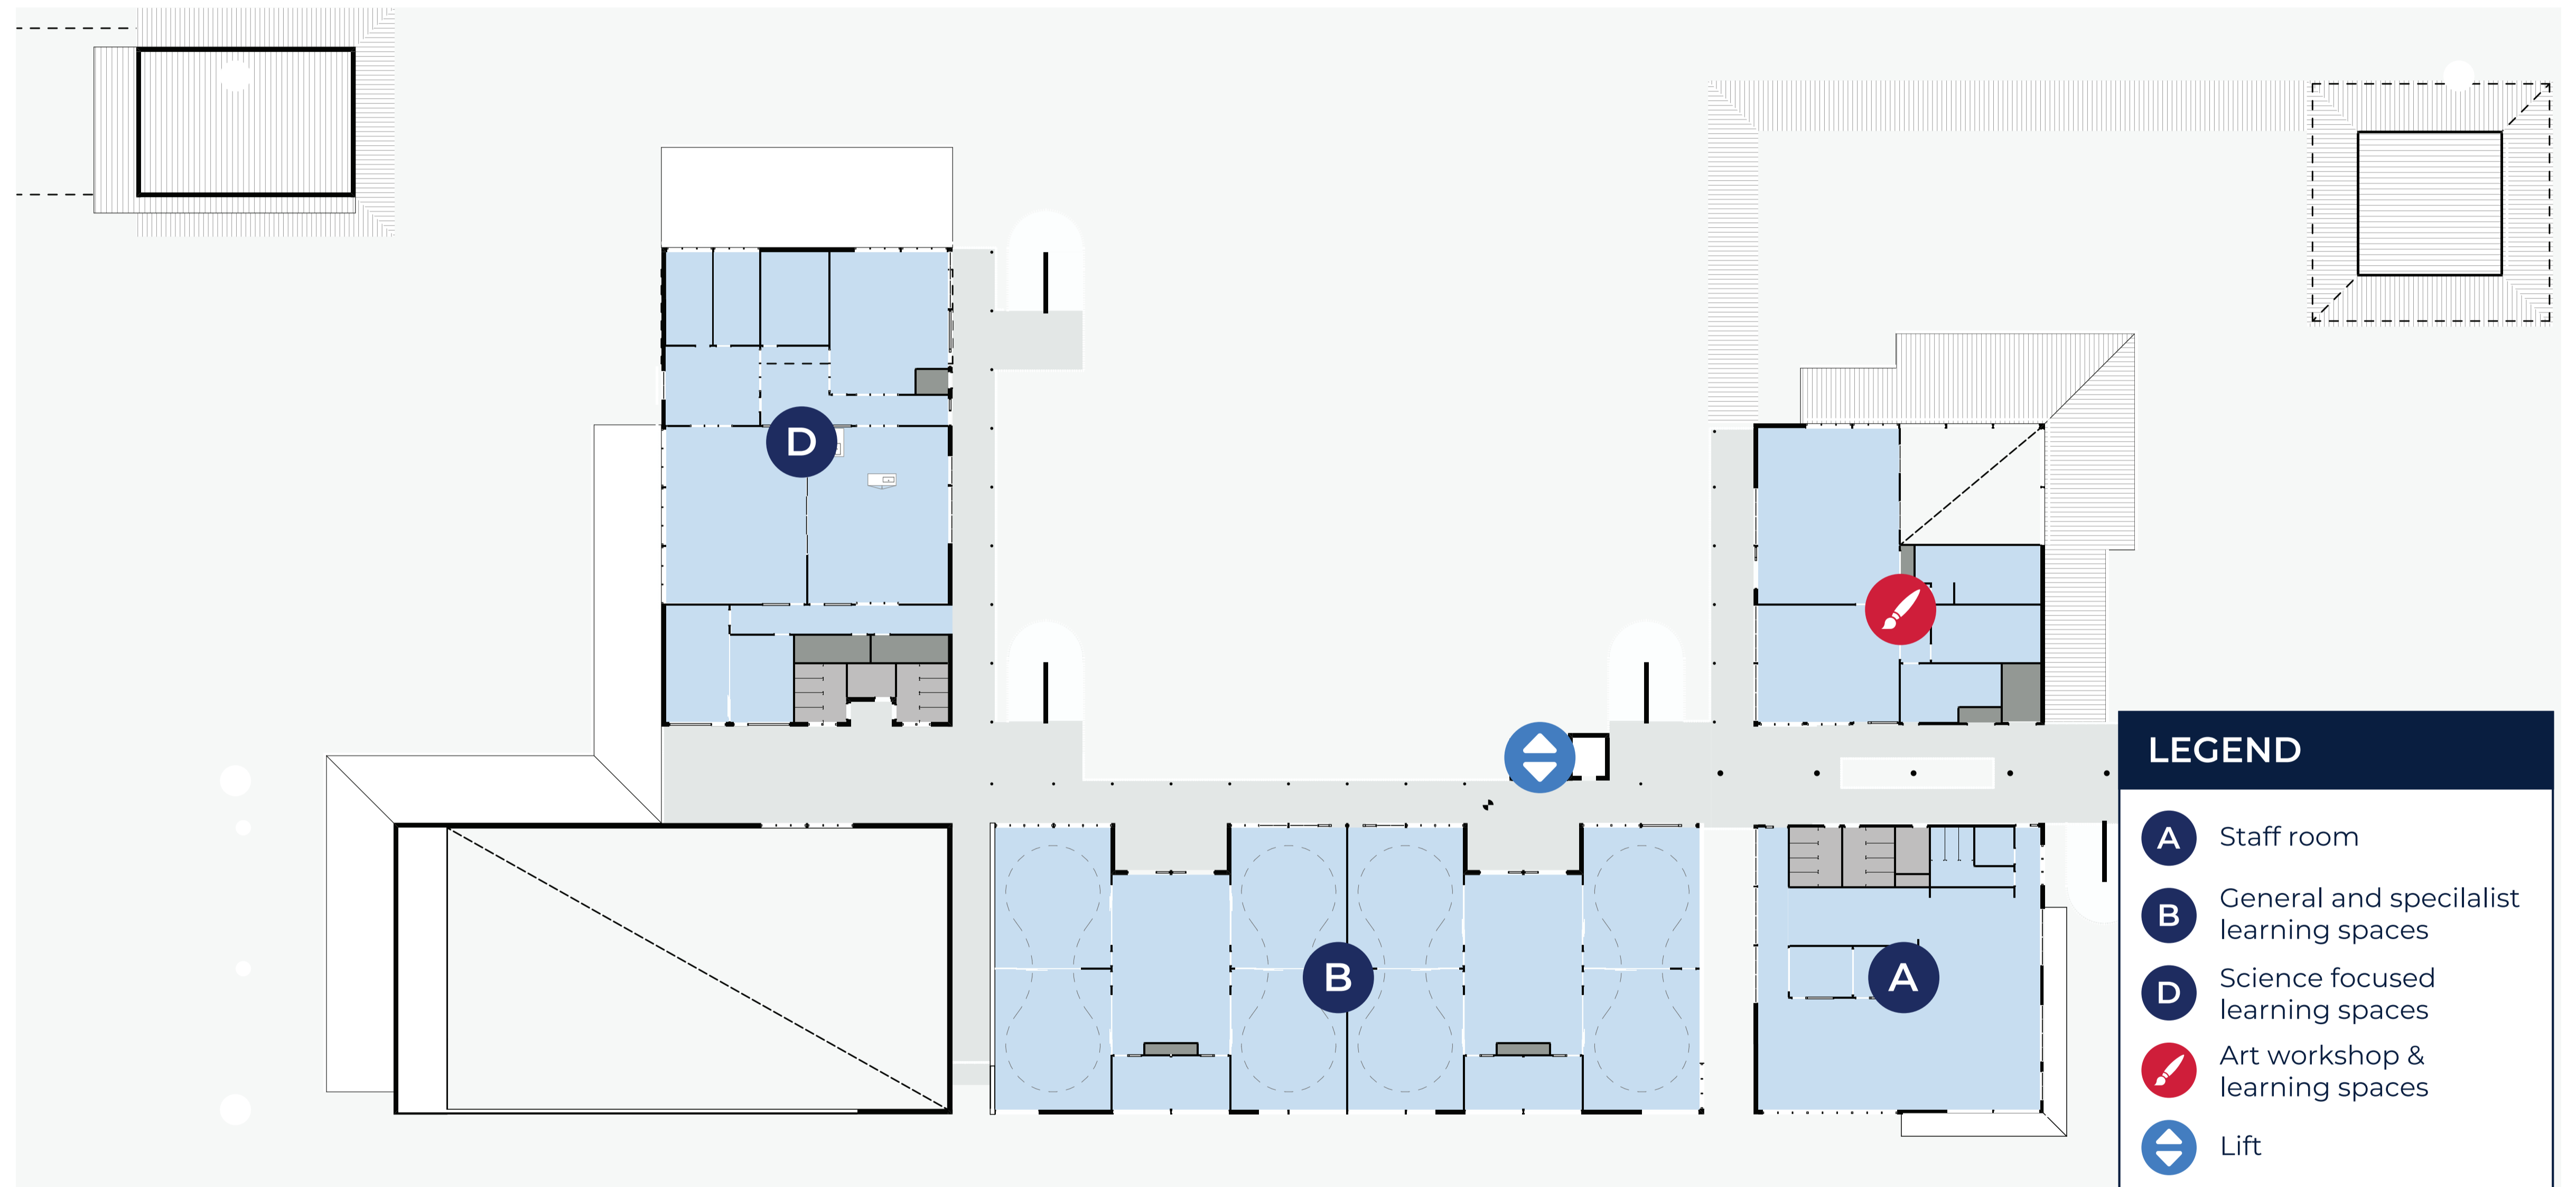 D
B
A
LEGEND
A Staff room
B General and specilalist
learning spaces
D Science focused
learning spaces
Art workshop &
learning spaces
Lift